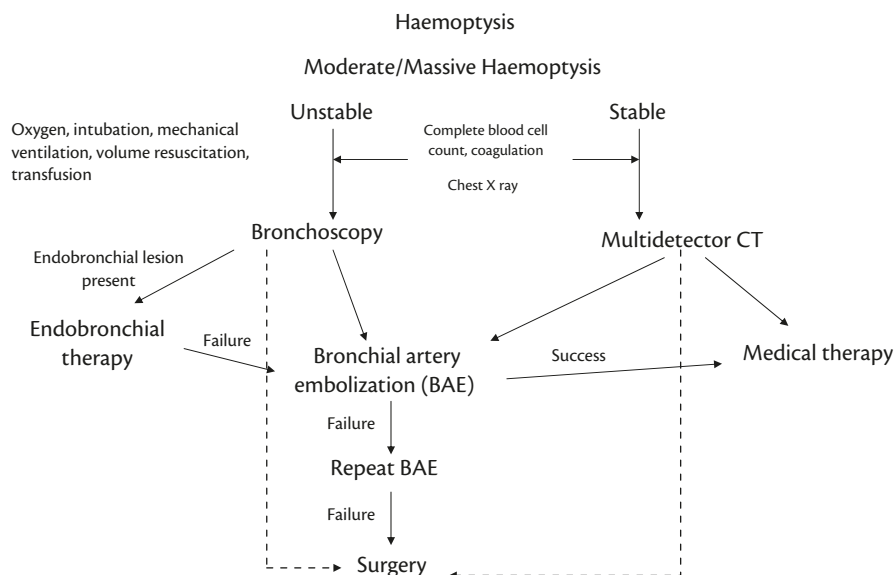 Haemoptysis
Moderate/Massive Haemoptysis
Unstable
Stable
Oxygen, intubation, mechanical
ventilation, volume resuscitation,
transfusion
Complete blood cell
count, coagulation
Chest X ray
Bronchoscopy
Multidetector CT
Endobronchial lesion
present
Endobronchial
therapy
Failure
Bronchial artery
embolization (BAE)
Success
Medical therapy
Failure
Repeat BAE
Failure
Surgery